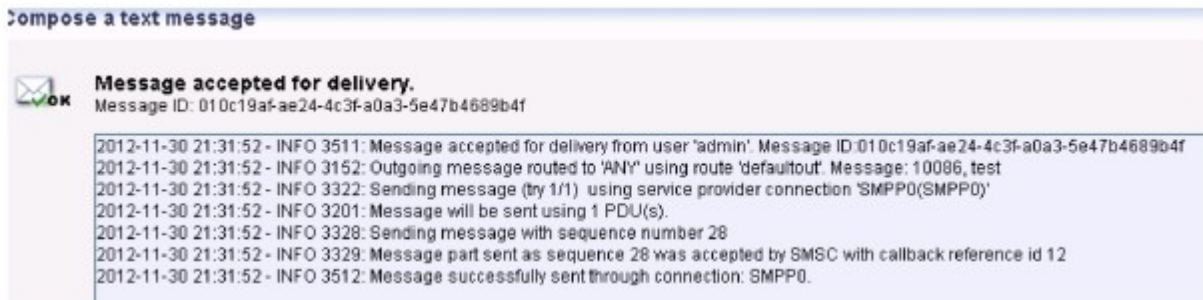 Compose a text message
OK
Message accepted for delivery.
Message ID: 010c19af-ae24-4c3f-a0a3-5e47b4689b4f
2012-11-30 21:31:52 - INFO 3511: Message accepted for delivery from user 'admin'. Message ID:010c19af-ae24-4c3f-a0a3-5e47b4689b4f
2012-11-30 21:31:52 - INFO 3152: Outgoing message routed to 'ANY' using route 'defaultout'. Message: 10086, test
2012-11-30 21:31:52 - INFO 3322: Sending message (try 1/1)  using service provider connection 'SMPP0(SMPP0)'
2012-11-30 21:31:52 - INFO 3201: Message will be sent using 1 PDU(s).
2012-11-30 21:31:52 - INFO 3328: Sending message with sequence number 28
2012-11-30 21:31:52 - INFO 3329: Message part sent as sequence 28 was accepted by SMSC with callback reference id 12
2012-11-30 21:31:52 - INFO 3512: Message successfully sent through connection: SMPP0.